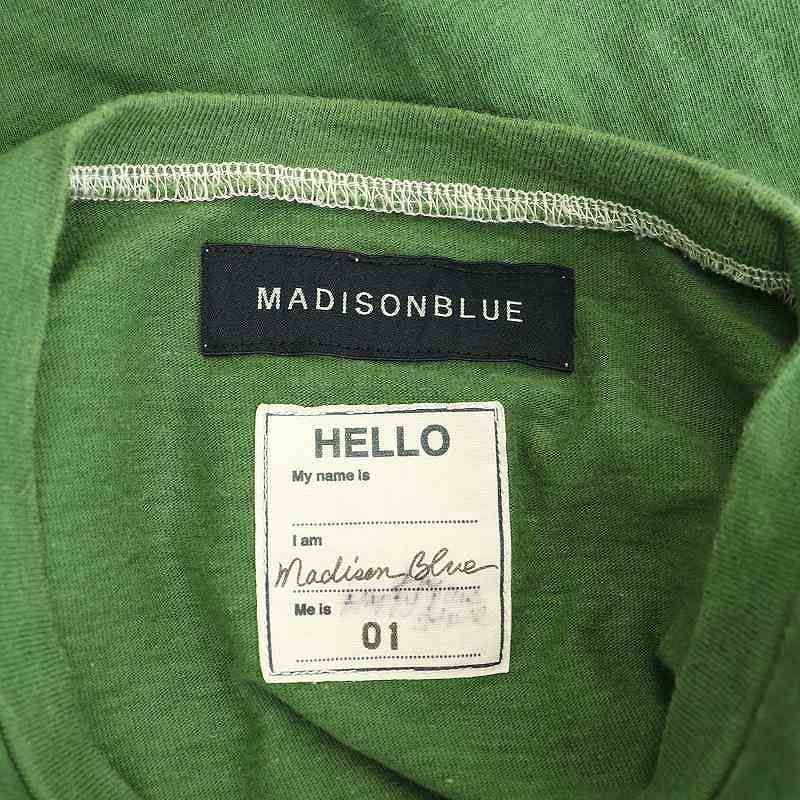 MADISONBLUE
HELLO
My name is
I am
Madison Blue
Me is
01